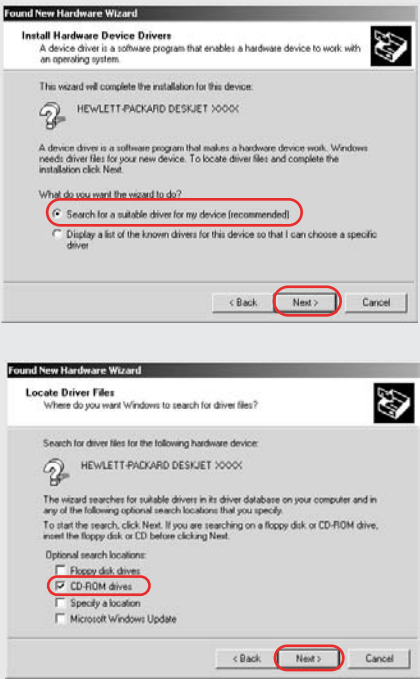 Found New Hardware Wizard
Install Hardware Device Drivers
A device driver is a software program that enables a hardware device to work with
an operating system.
This wizard will complete the installation for this device:
HEWLETT-PACKARD DESKJET XXXX
A device driver is a software program that makes a hardware device work. Windows
needs driver files for your new device. To locate driver files and complete the
installation click Next.
What do you want the wizard to do?
Search for a suitable driver for my device (recommended)
Display a list of the known drivers for this device so that I can choose a specific
driver
< Back Next > Cancel
Found New Hardware Wizard
Locate Driver Files
Where do you want Windows to search for driver files?
Search for driver files for the following hardware device:
HEWLETT-PACKARD DESKJET XXXX
The wizard searches for suitable drivers in its driver database on your computer and in
any of the following optional search locations that you specify.
To start the search, click Next. If you are searching on a floppy disk or CD-ROM drive,
insert the floppy disk or CD before clicking Next.
Optional search locations:
Floppy disk drives
CD-ROM drives
Specify a location
Microsoft Windows Update
< Back Next > Cancel